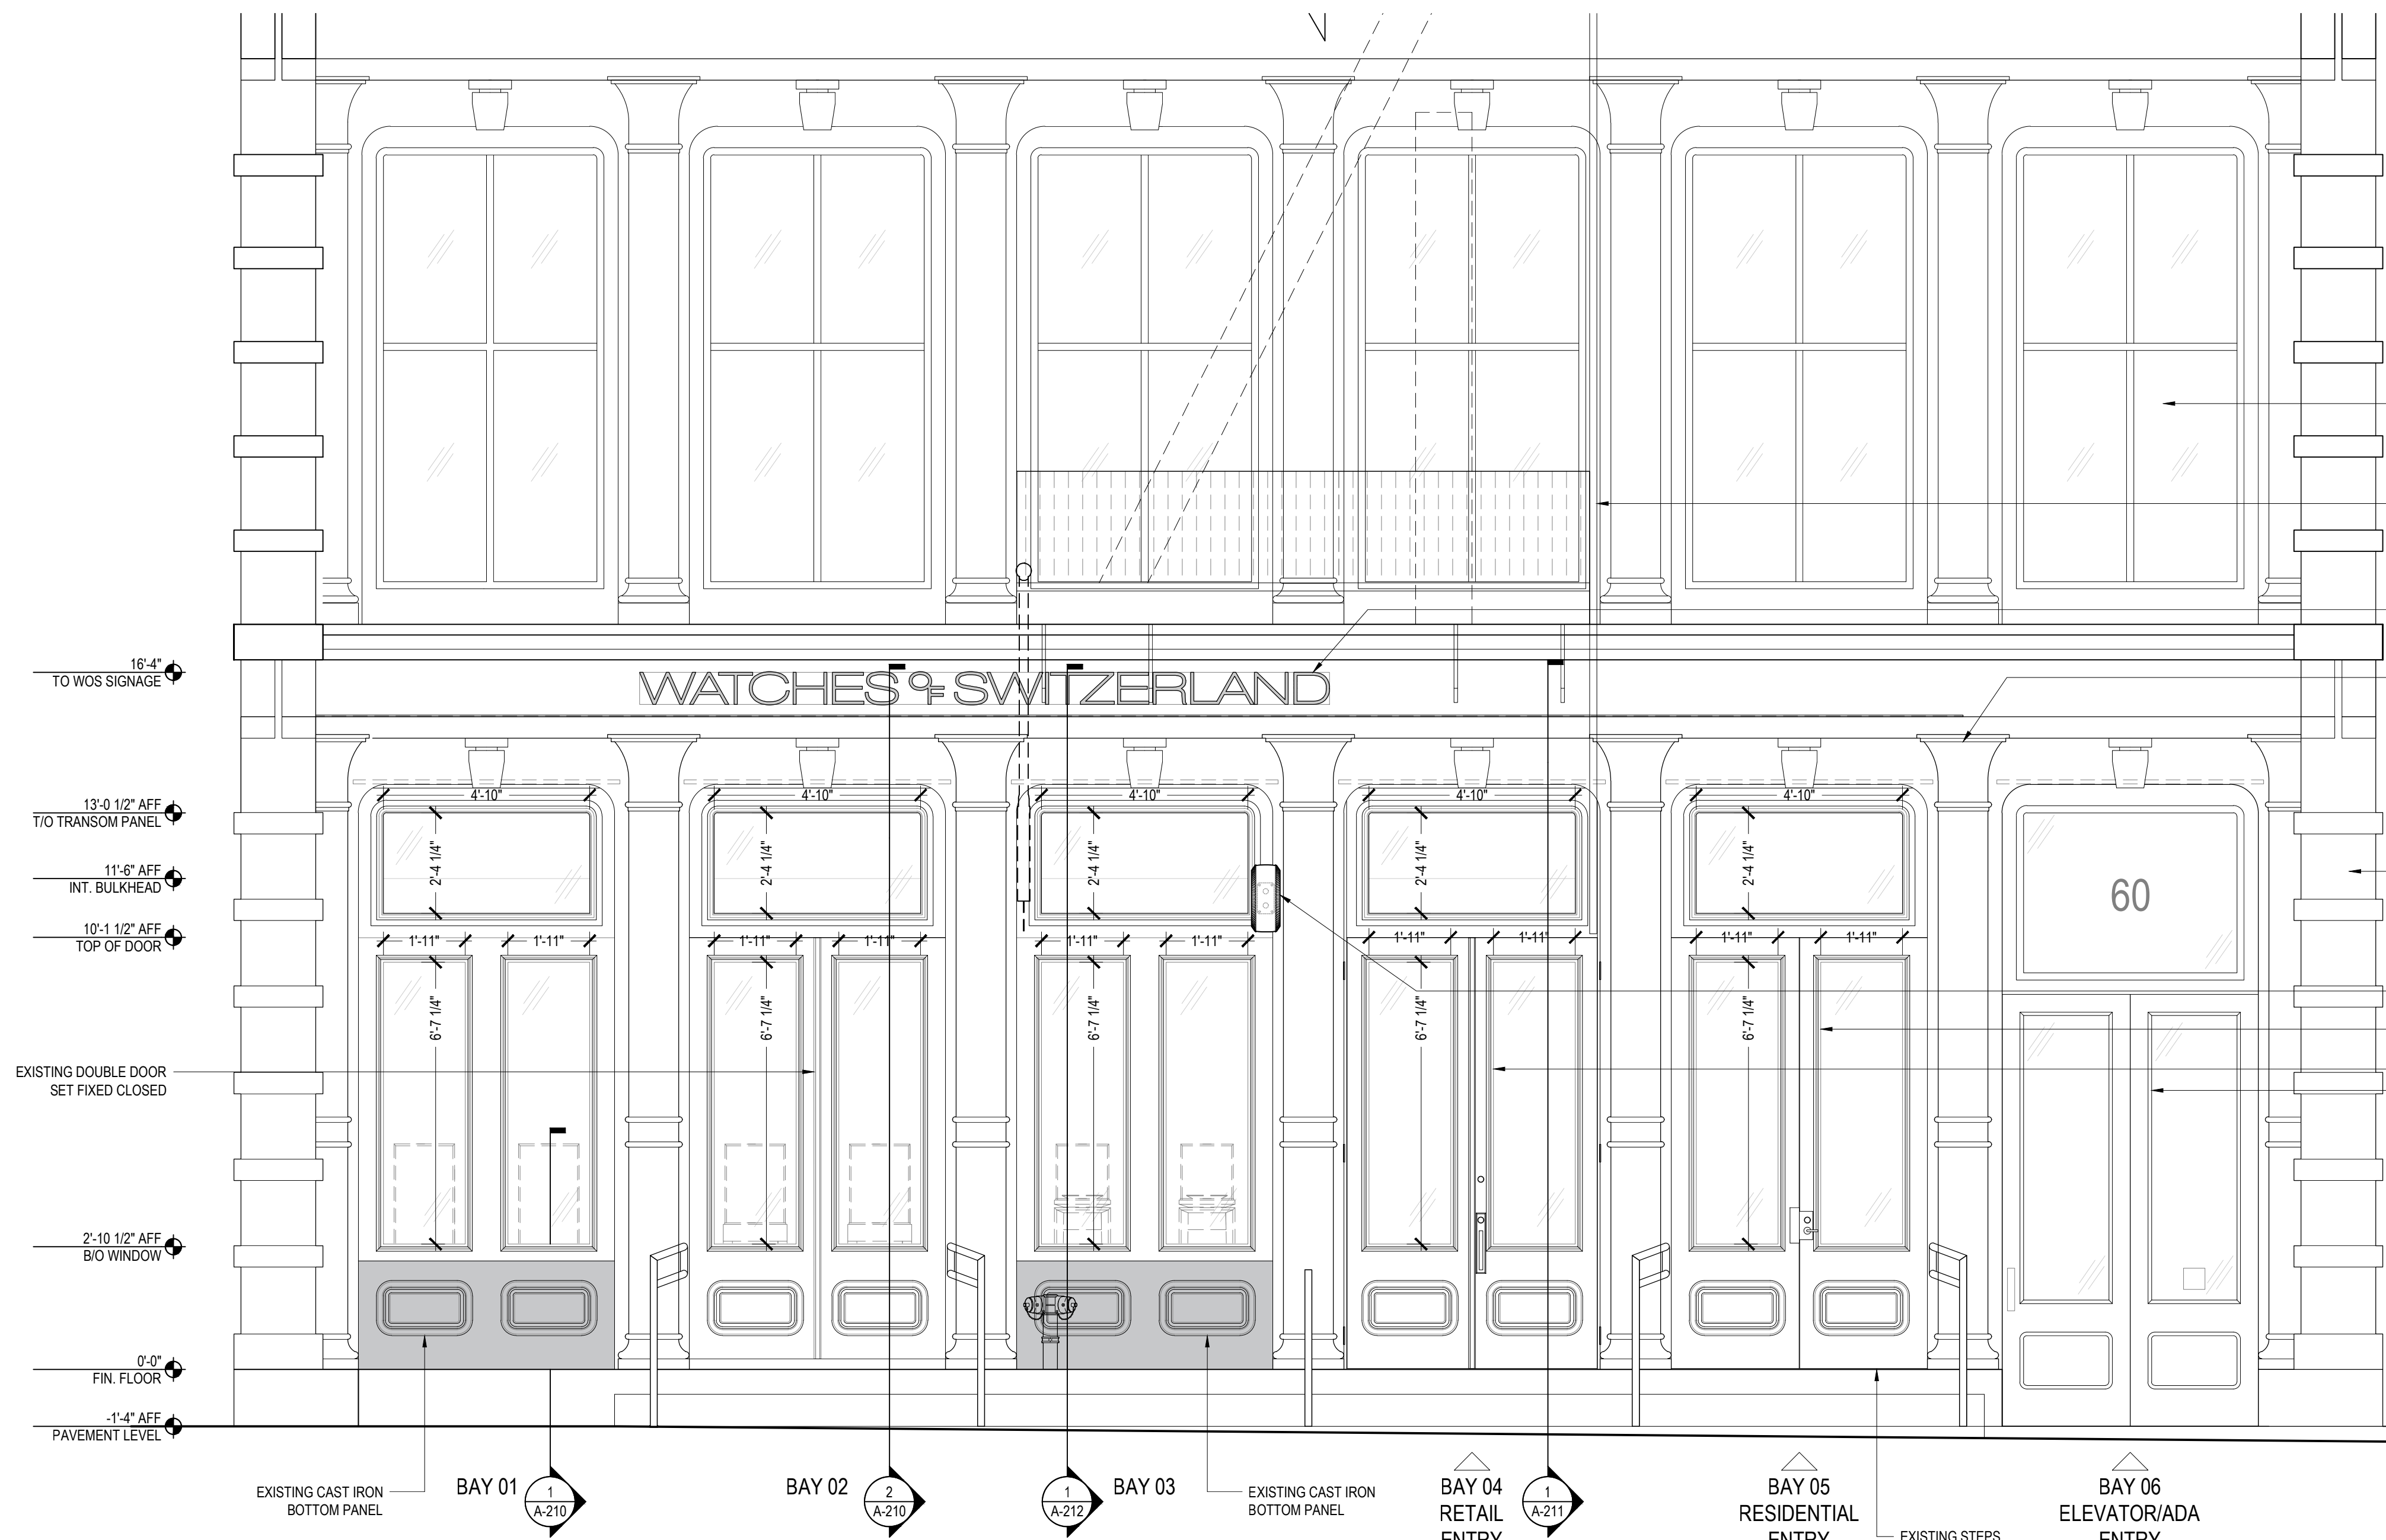 16'-4"
TO WOS SIGNAGE
WATCHES OF SWITZERLAND
13'-0 1/2" AFF
T/O TRANSOM PANEL
4'-10"
4'-10"
4'-10"
4'-10"
4'-10"
2'-4 1/4"
2'-4 1/4"
2'-4 1/4"
2'-4 1/4"
2'-4 1/4"
11'-6" AFF
INT. BULKHEAD
60
10'-1 1/2" AFF
TOP OF DOOR
1'-11"
1'-11"
1'-11"
1'-11"
1'-11"
1'-11"
1'-11"
1'-11"
1'-11"
1'-11"
6'-7 1/4"
6'-7 1/4"
6'-7 1/4"
6'-7 1/4"
6'-7 1/4"
EXISTING DOUBLE DOOR
SET FIXED CLOSED
2'-10 1/2" AFF
B/O WINDOW
0'-0"
FIN. FLOOR
-1'-4" AFF
PAVEMENT LEVEL
EXISTING CAST IRON
BOTTOM PANEL
BAY 01
1
A-210
BAY 02
2
A-210
1
A-212
BAY 03
EXISTING CAST IRON
BOTTOM PANEL
BAY 04
RETAIL
ENTRY
1
A-211
BAY 05
RESIDENTIAL
ENTRY
EXISTING STEPS
BAY 06
ELEVATOR/ADA
ENTRY